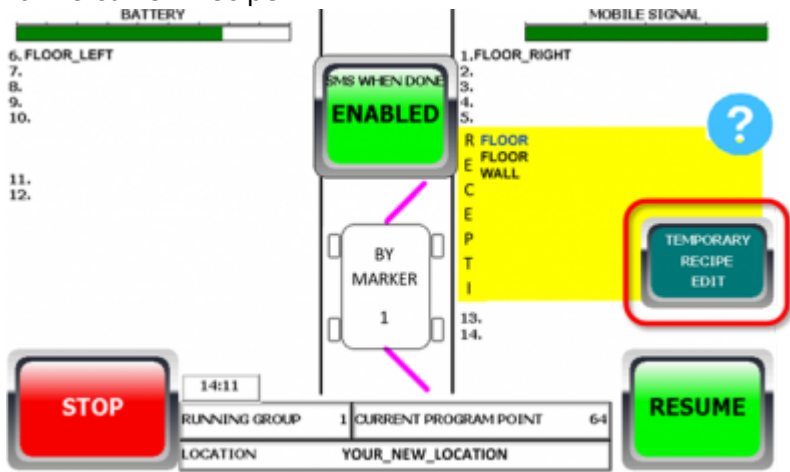 BATTERY
MOBILE SIGNAL
6. FLOOR_LEFT
7.
8.
9.
10.
11.
12.
SMS WHEN DONE
ENABLED
1.FLOOR_RIGHT
2.
3.
4.
5.
?
RECEPTI
FLOOR
FLOOR
WALL
TEMPORARY
RECIPE
EDIT
13.
14.
BY
MARKER
1
STOP
14:11
RUNNING GROUP 1 CURRENT PROGRAM POINT 64
LOCATION YOUR_NEW_LOCATION
RESUME